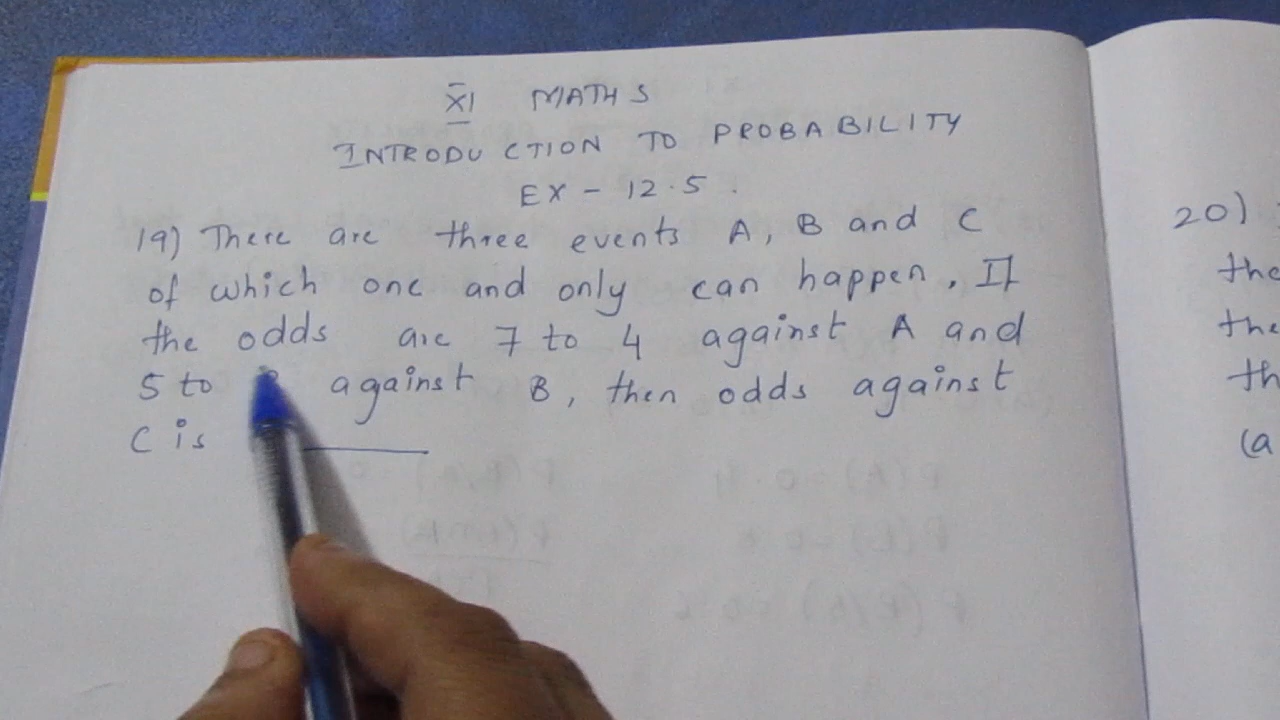 XI MATHS
INTRODUCTION TO PROBABILITY
EX - 12.5.
19) There are three events A, B and C
of which one and only can happen. If
the odds are 7 to 4 against A and
5 to against B, then odds against
C is
20)
the
the
th
(a